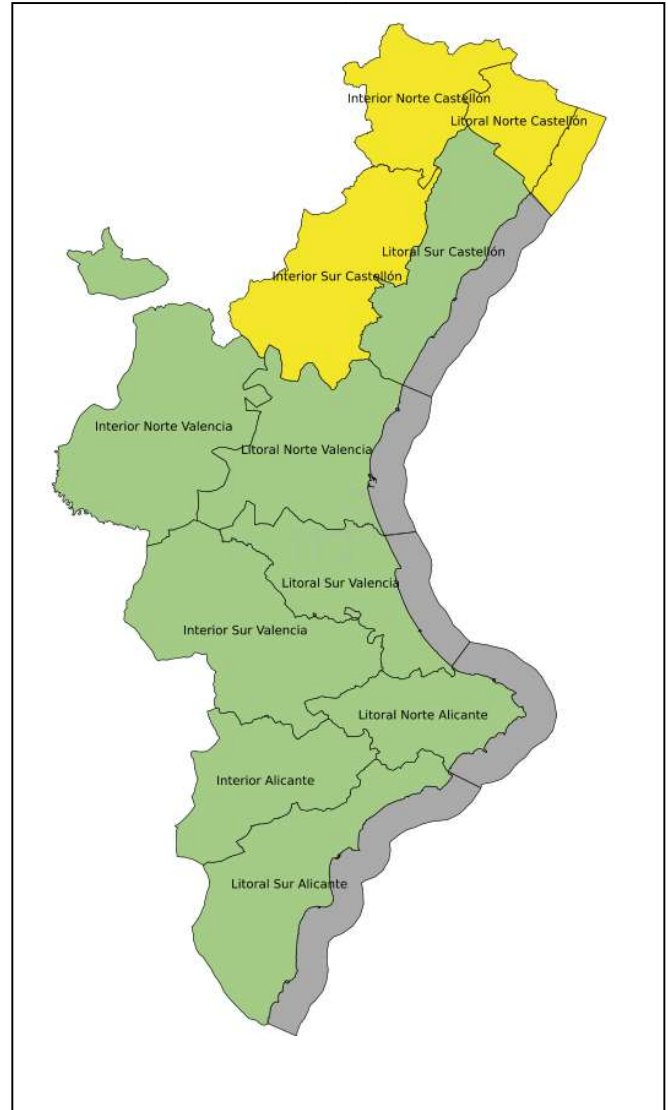 Interior Norte Castellón
Litoral Norte Castellón
Litoral Sur Castellón
Interior Sur Castellón
Interior Norte Valencia
Litoral Norte Valencia
Litoral Sur Valencia
Interior Sur Valencia
Litoral Norte Alicante
Interior Alicante
Litoral Sur Alicante